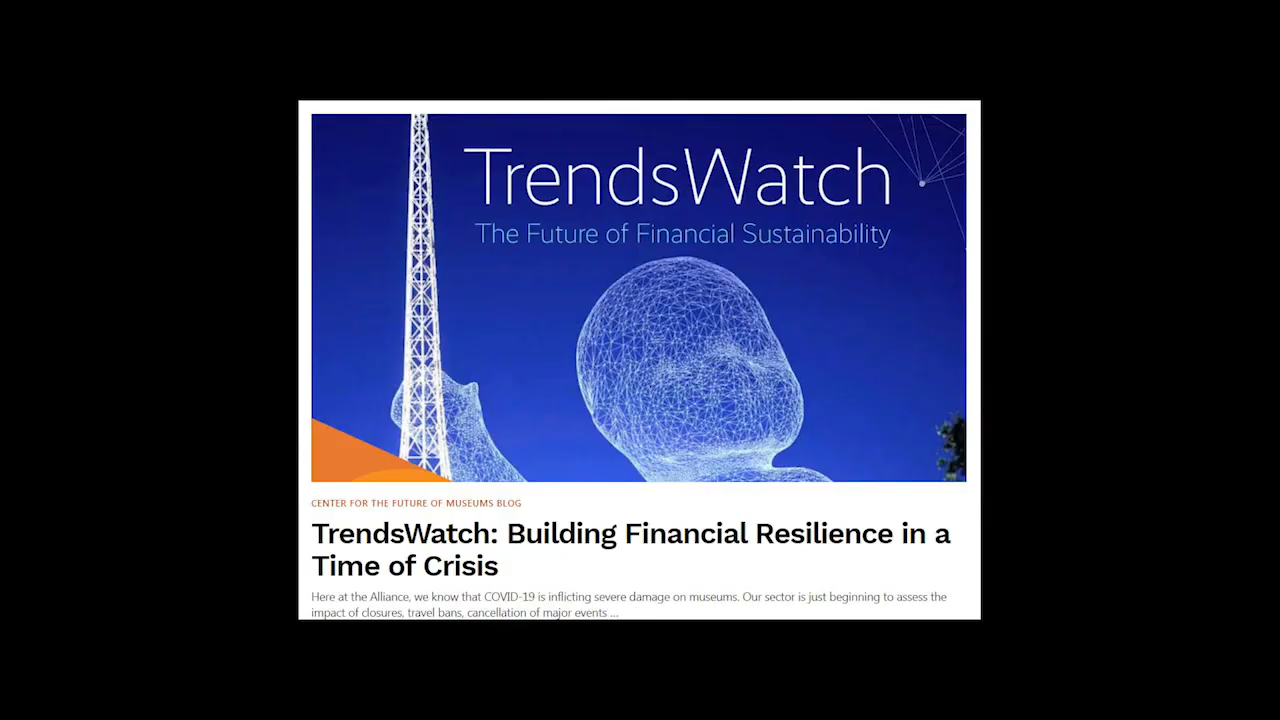 TrendsWatch
The Future of Financial Sustainability
CENTER FOR THE FUTURE OF MUSEUMS BLOG
TrendsWatch: Building Financial Resilience in a
Time of Crisis
Here at the Alliance, we know that COVID-19 is inflicting severe damage on museums. Our sector is just beginning to assess the
impact of closures, travel bans, cancellation of major events ...